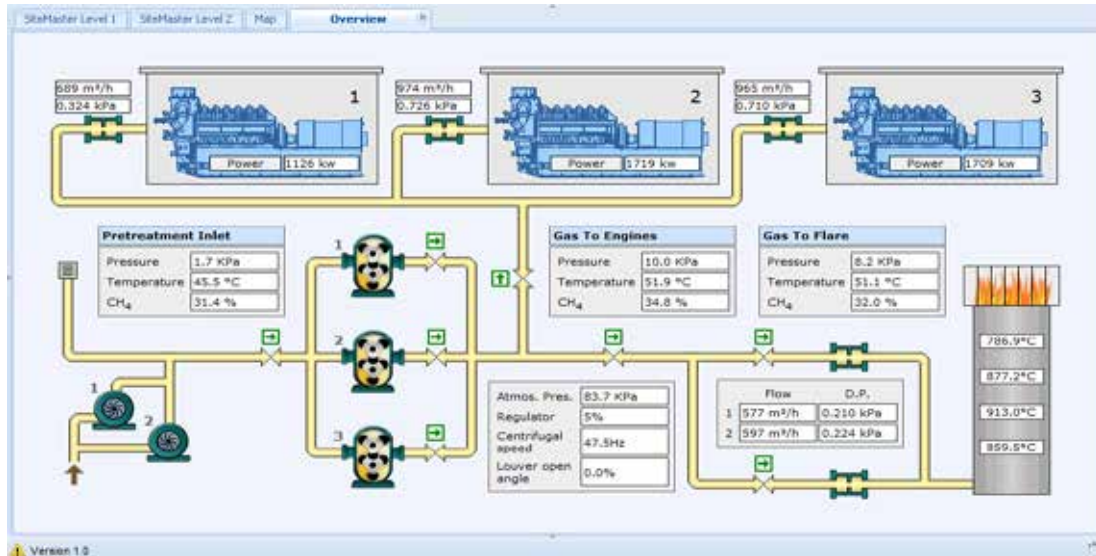 SiteMaster Level 1 SiteMaster Level 2 Map Overview
689 m³/h
0.324 kPa
1
Power 1126 kw
974 m³/h
0.726 kPa
2
Power 1719 kw
965 m³/h
0.710 kPa
3
Power 1709 kw
Pretreatment Inlet
Pressure 1.7 KPa
Temperature 45.5 °C
CH₄ 31.4 %
1
2
3
1
2
Gas To Engines
Pressure 10.0 KPa
Temperature 51.9 °C
CH₄ 34.8 %
Gas To Flare
Pressure 8.2 KPa
Temperature 51.1 °C
CH₄ 32.0 %
Atmos. Pres. 83.7 KPa
Regulator 5%
Centrifugal
speed 47.5Hz
Louver open
angle 0.0%
Flow D.P.
1 577 m³/h 0.210 kPa
2 597 m³/h 0.224 kPa
786.9°C
877.2°C
913.0°C
859.5°C
Version 1.0